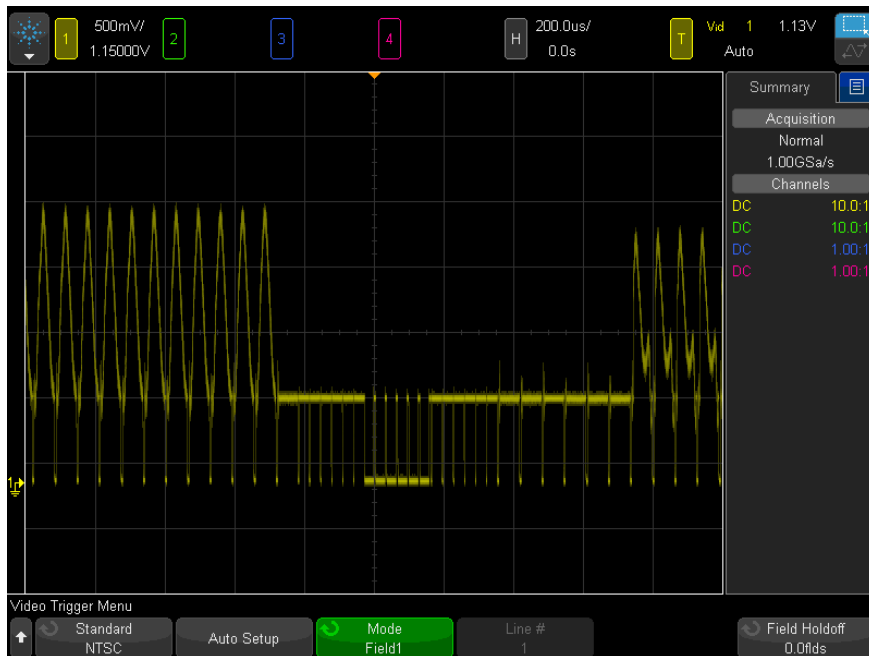 1
500mV/
1.15000V
2
3
4
H
200.0us/
0.0s
T
Vid 1 1.13V
Auto
Summary
Acquisition
Normal
1.00GSa/s
Channels
DC 10.0:1
DC 10.0:1
DC 1.00:1
DC 1.00:1
1
Video Trigger Menu
Standard
NTSC
Auto Setup
Mode
Field1
Line #
1
Field Holdoff
0.0flds